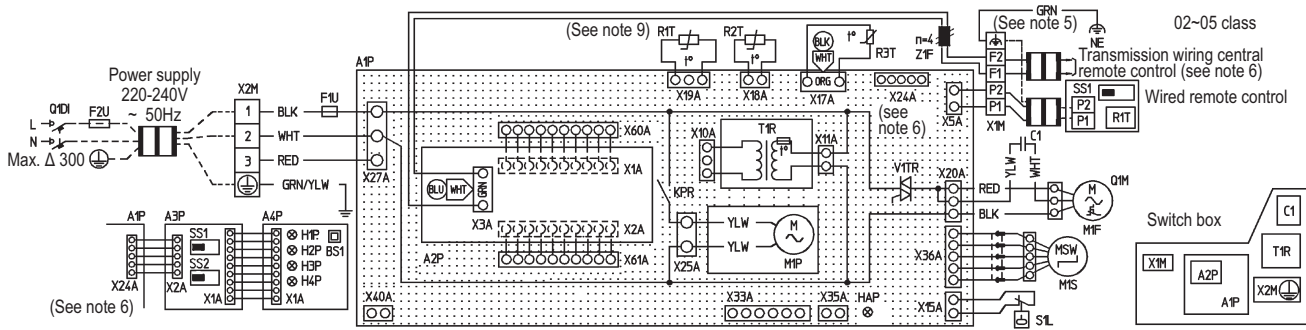 (See note 9)
R1T
t°
R2T
t°
BLK
WHT
t°
R3T
n=4
Z1F
GRN
(See note 5)
NE
02~05 class
F2
F1
Transmission wiring central
remote control (see note 6)
A1P
X19A
X18A
ORG
X17A
X24A
(see
note 6)
X5A
P2
P1
X1M
SS1
P2
P1
R1T
Wired remote control
Power supply
220-240V
~ 50Hz
X2M
Q1DI
L
F2U
N
Max. Δ 300
1
BLK
F1U
2
WHT
3
RED
X27A
GRN/YLW
X60A
X1A
BLU
WHT
GRN
X3A
X2A
A2P
X61A
X10A
T1R
t°
X11A
KPR
V1TR
X20A
YLW
YLW
X25A
M
M1P
C1
YLW
WHT
RED
BLK
M
Q1M
M1F
X36A
MSW
M1S
X15A
S1L
X40A
X33A
X35A
HAP
A1P
A3P
A4P
SS1
SS2
X24A
X2A
X1A
X1A
H1P
H2P
H3P
H4P
BS1
(See note 6)
Switch box
C1
T1R
X1M
A2P
A1P
X2M